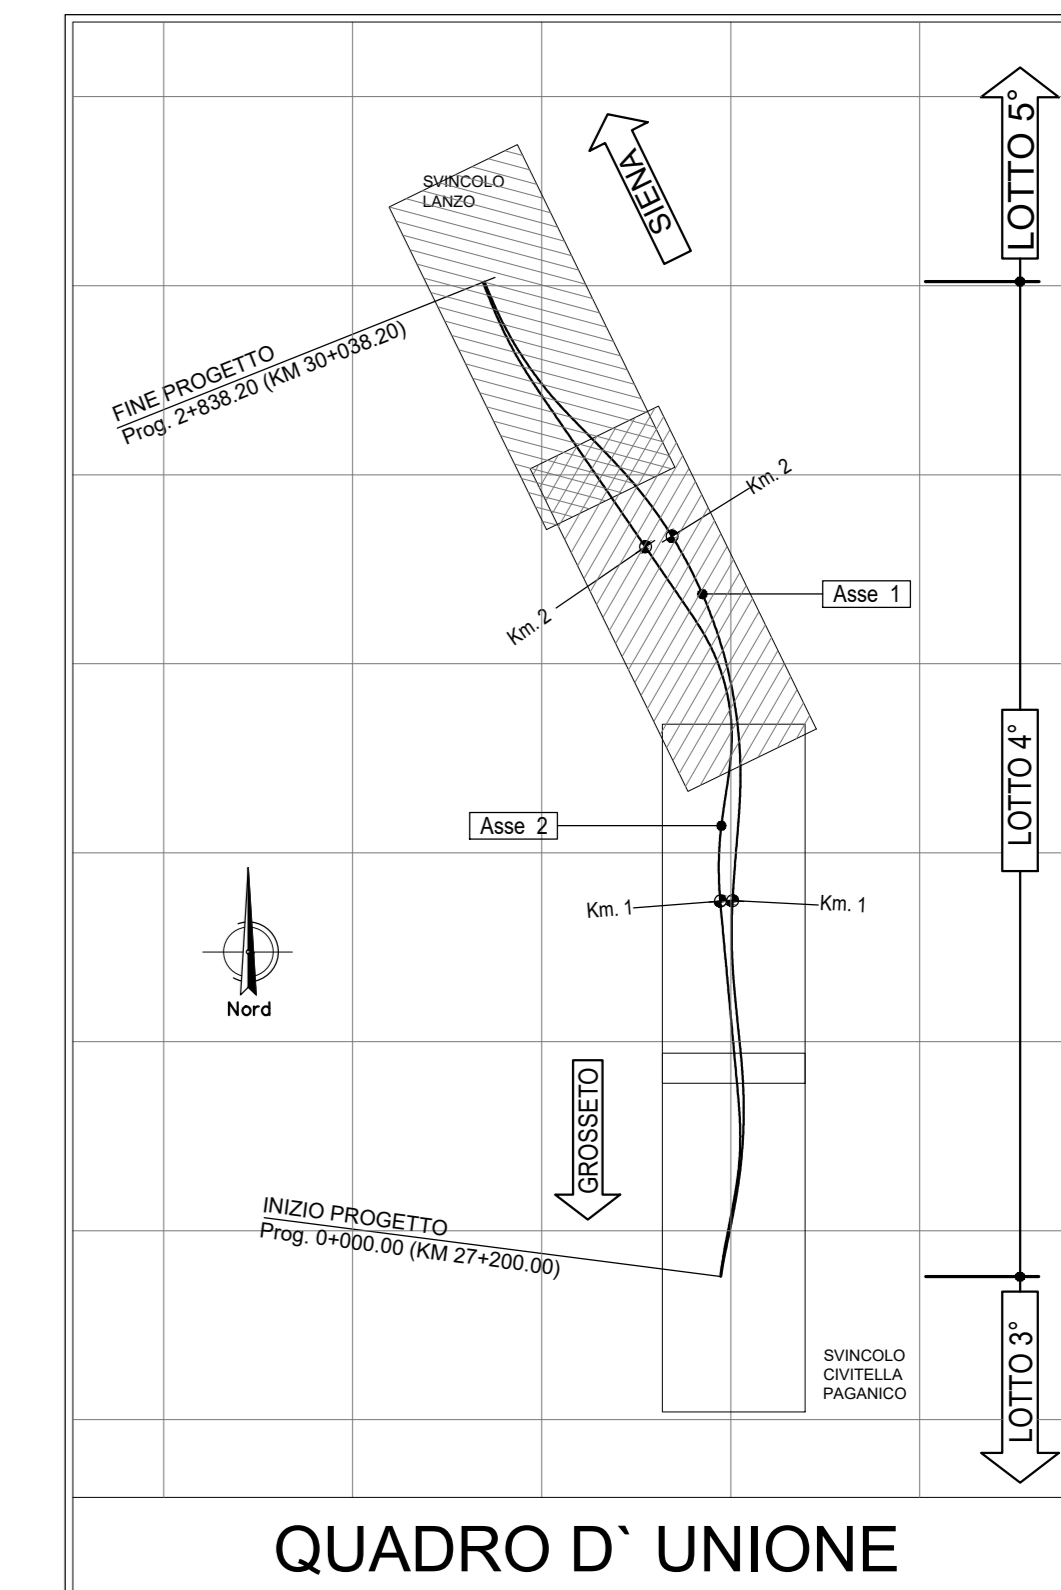 LOTTO 5°
SIENA
SVINCOLO
LANZO
FINE PROGETTO
Prog. 2+838.20 (KM 30+038.20)
Km. 2
Km. 2
Asse 1
LOTTO 4°
Asse 2
Km. 1
Km. 1
Nord
GROSSETO
INIZIO PROGETTO
Prog. 0+000.00 (KM 27+200.00)
SVINCOLO
CIVITELLA
PAGANICO
LOTTO 3°
QUADRO D` UNIONE